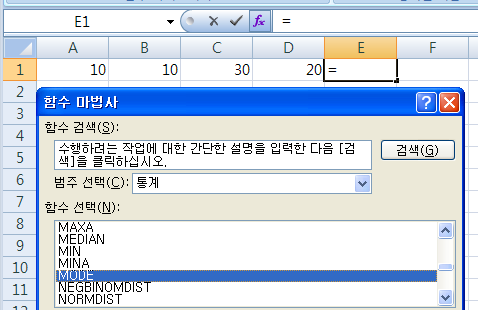 E1 fx =
A B C D E F
1 10 10 30 20 =
2
함수 마법사
3
함수 검색(S):
4
수행하려는 작업에 대한 간단한 설명을 입력한 다음 [검
검색(G)
5
색]을 클릭하십시오.
6
범주 선택(C): 통계
7
함수 선택(N):
8
MAXA
MEDIAN
9
MIN
MINA
10
MODE
11
NEGBINOMDIST
NORMDIST